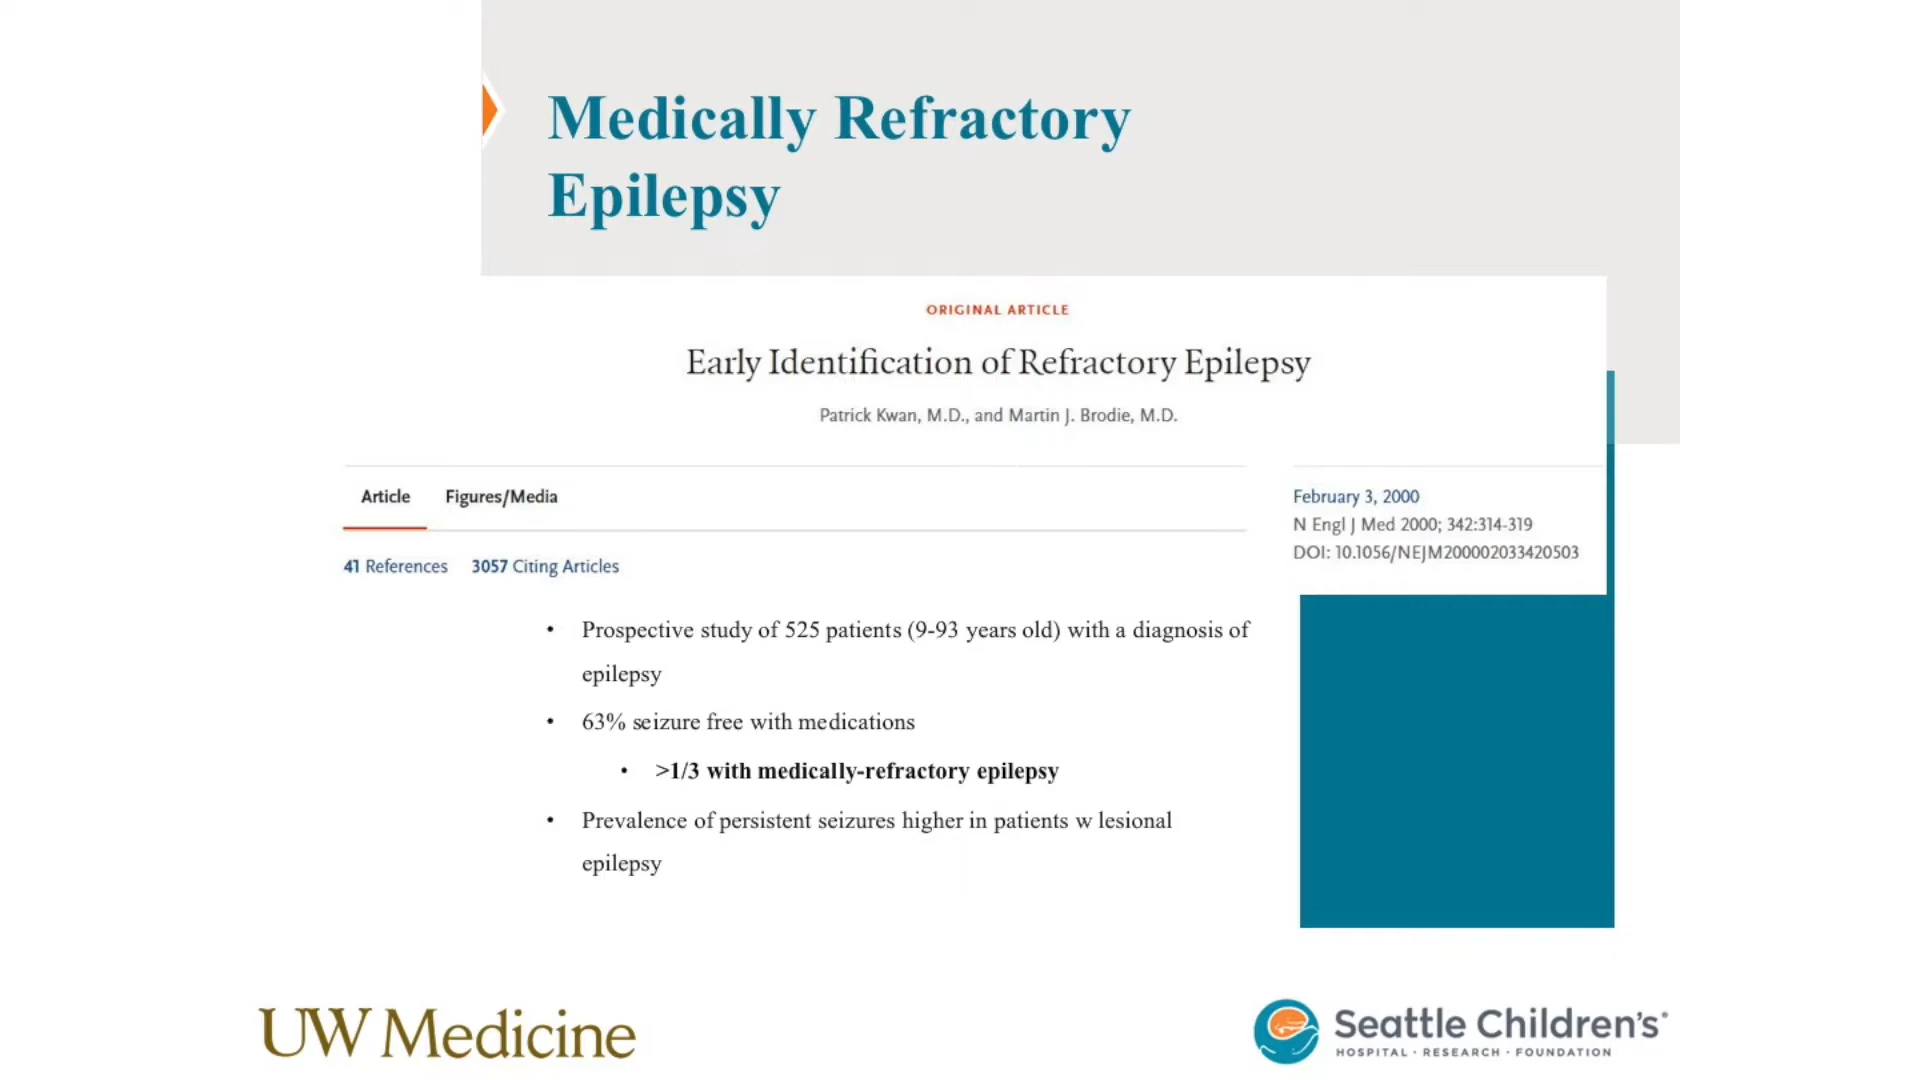 Medically Refractory
Epilepsy
ORIGINAL ARTICLE
Early Identification of Refractory Epilepsy
Patrick Kwan, M.D., and Martin J. Brodie, M.D.
Article Figures/Media
February 3, 2000
N Engl J Med 2000; 342:314-319
DOI: 10.1056/NEJM200002033420503
41 References 3057 Citing Articles
• Prospective study of 525 patients (9-93 years old) with a diagnosis of
epilepsy
• 63% seizure free with medications
• >1/3 with medically-refractory epilepsy
• Prevalence of persistent seizures higher in patients w lesional
epilepsy
UW Medicine
Seattle Children's®
HOSPITAL · RESEARCH · FOUNDATION